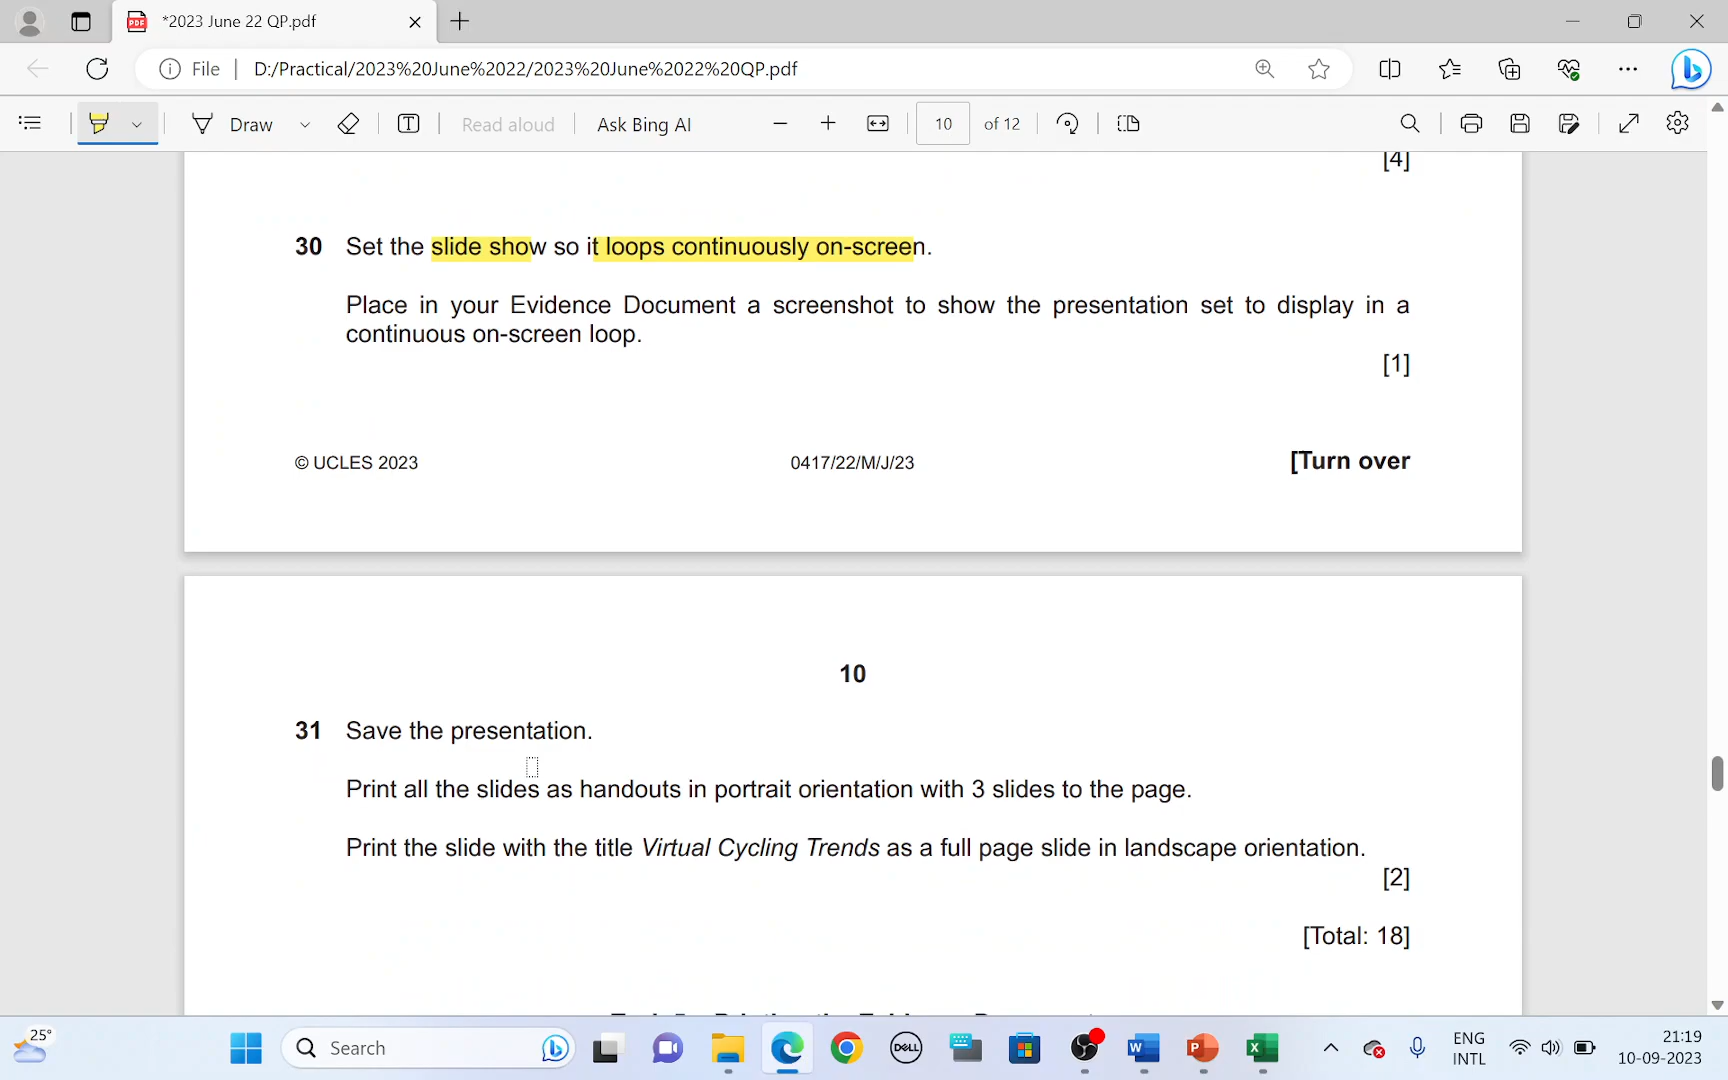 *2023 June 22 QP.pdf
File
D:/Practical/2023%20June%2022/2023%20June%2022%20QP.pdf
Draw
Read aloud
Ask Bing AI
10
of 12
[4]
30 Set the slide show so it loops continuously on-screen.
Place in your Evidence Document a screenshot to show the presentation set to display in a
continuous on-screen loop.
[1]
© UCLES 2023
0417/22/M/J/23
[Turn over
10
31 Save the presentation.
Print all the slides as handouts in portrait orientation with 3 slides to the page.
Print the slide with the title Virtual Cycling Trends as a full page slide in landscape orientation.
[2]
[Total: 18]
25°
Search
DELL
ENG
INTL
21:19
10-09-2023